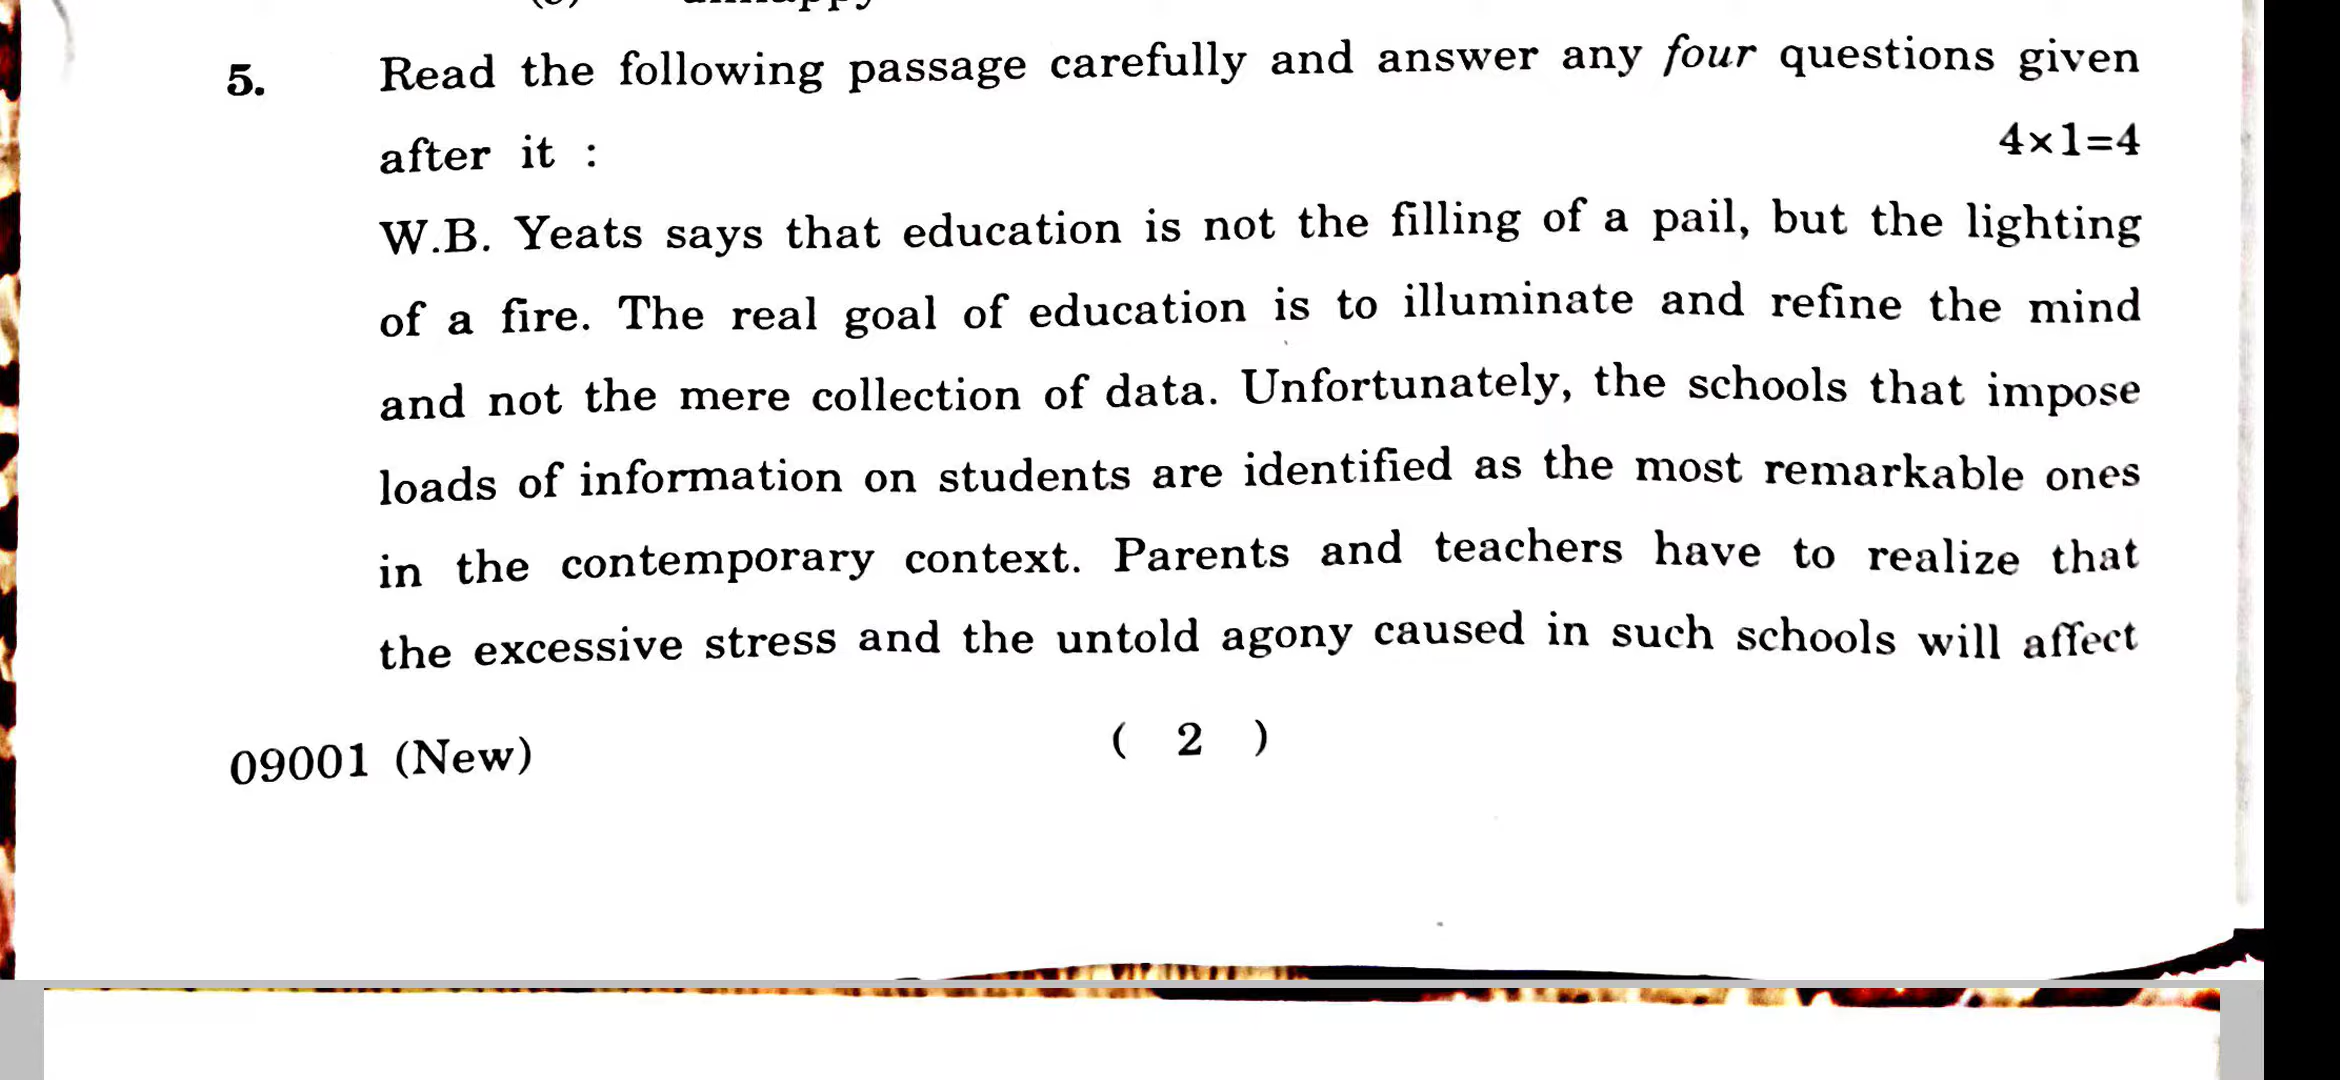 5. Read the following passage carefully and answer any four questions given
after it : 4×1=4
W.B. Yeats says that education is not the filling of a pail, but the lighting
of a fire. The real goal of education is to illuminate and refine the mind
and not the mere collection of data. Unfortunately, the schools that impose
loads of information on students are identified as the most remarkable ones
in the contemporary context. Parents and teachers have to realize that
the excessive stress and the untold agony caused in such schools will affect
09001 (New) ( 2 )